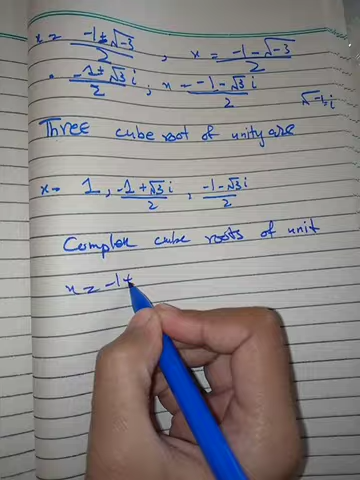 x = -1+√-3/2 , x = -1-√-3/2
-1+√3 i/2 ; x = -1-√3 i/2
√-1 = i
Three cube root of unity are
x = 1 , -1+√3 i/2 , -1-√3 i/2
Complex cube roots of unit
x = -1+